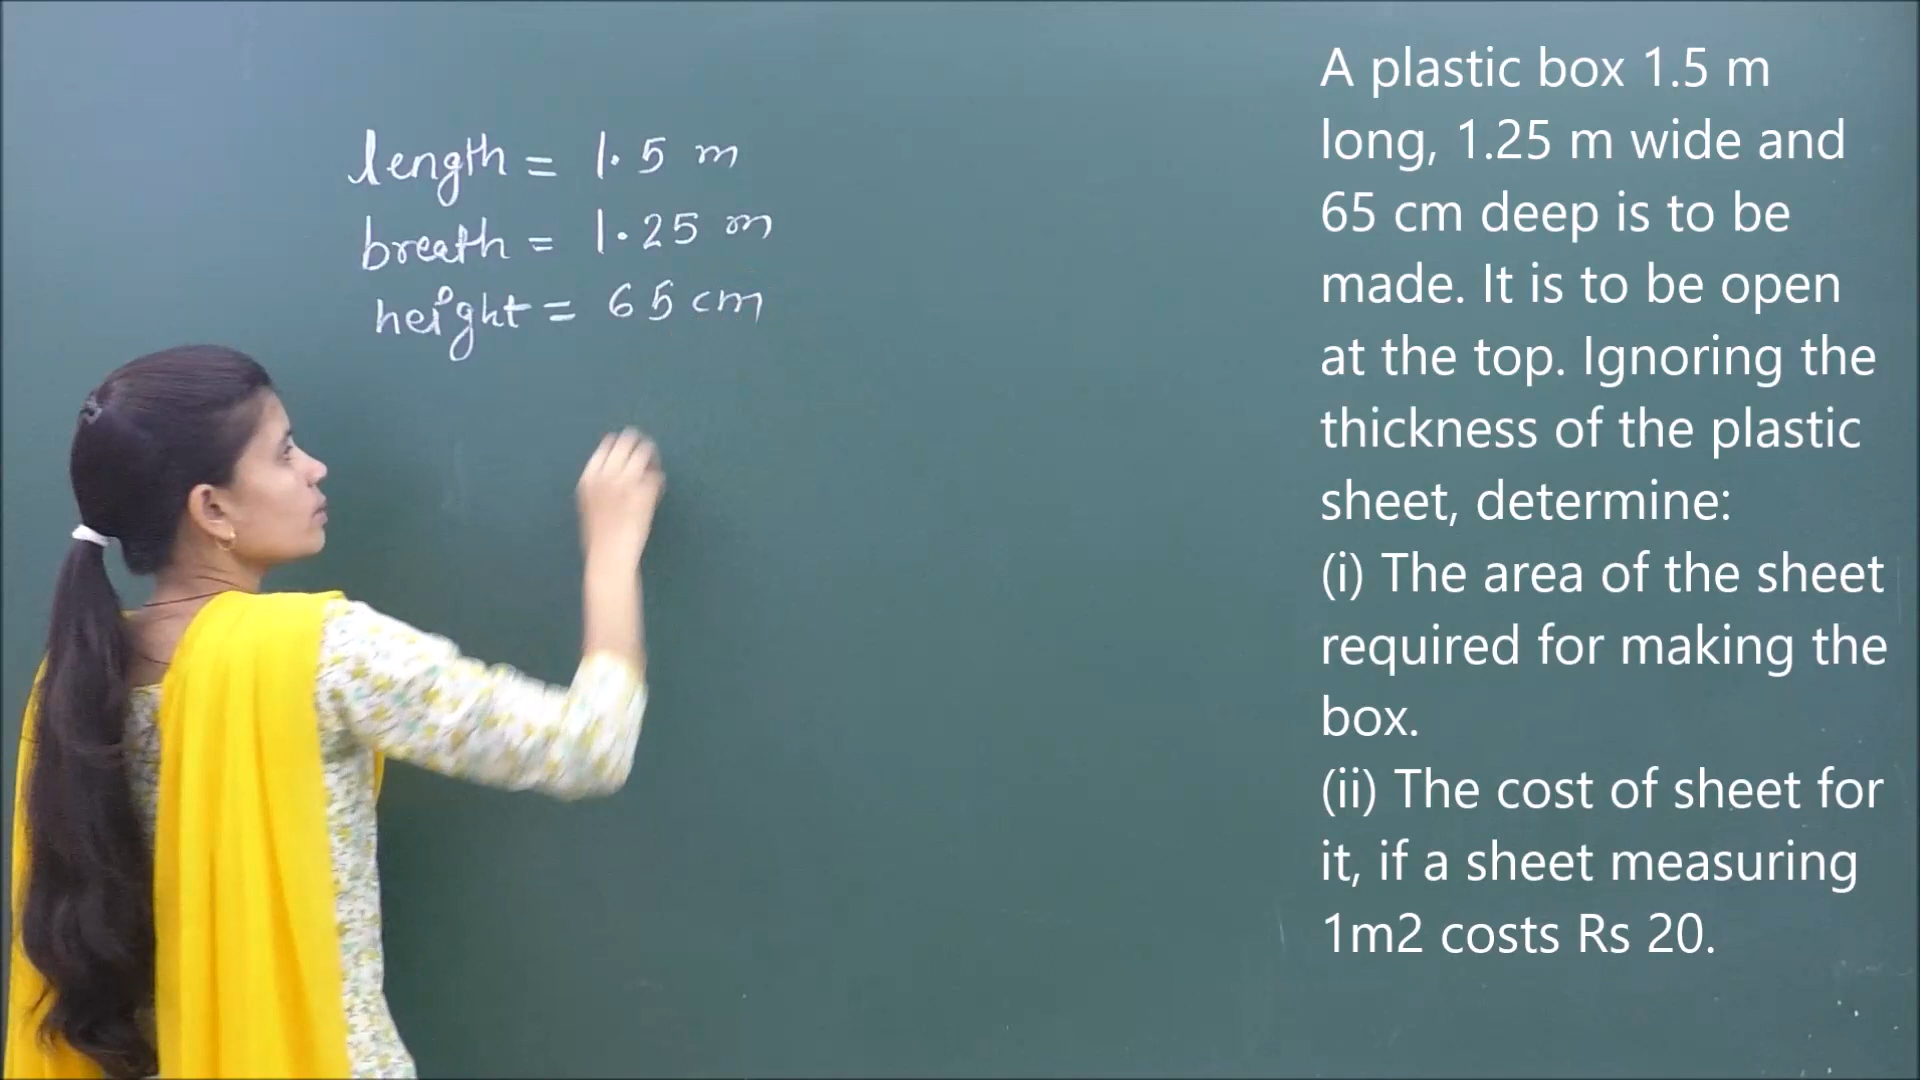 length = 1.5 m
breath = 1.25 m
height = 65 cm
A plastic box 1.5 m
long, 1.25 m wide and
65 cm deep is to be
made. It is to be open
at the top. Ignoring the
thickness of the plastic
sheet, determine:
(i) The area of the sheet
required for making the
box.
(ii) The cost of sheet for
it, if a sheet measuring
1m2 costs Rs 20.